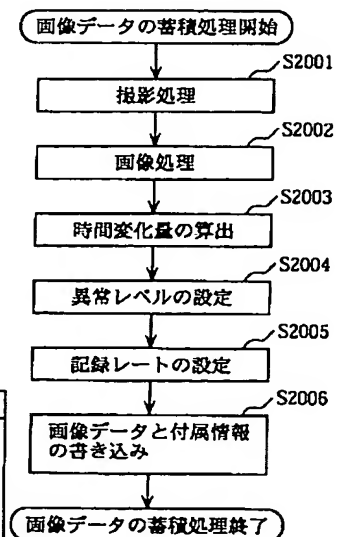 画像データの蓄積処理開始
S2001
撮影処理
S2002
画像処理
S2003
時間変化量の算出
S2004
異常レベルの設定
S2005
記録レートの設定
S2006
画像データと付属情報
の書き込み
画像データの蓄積処理終了